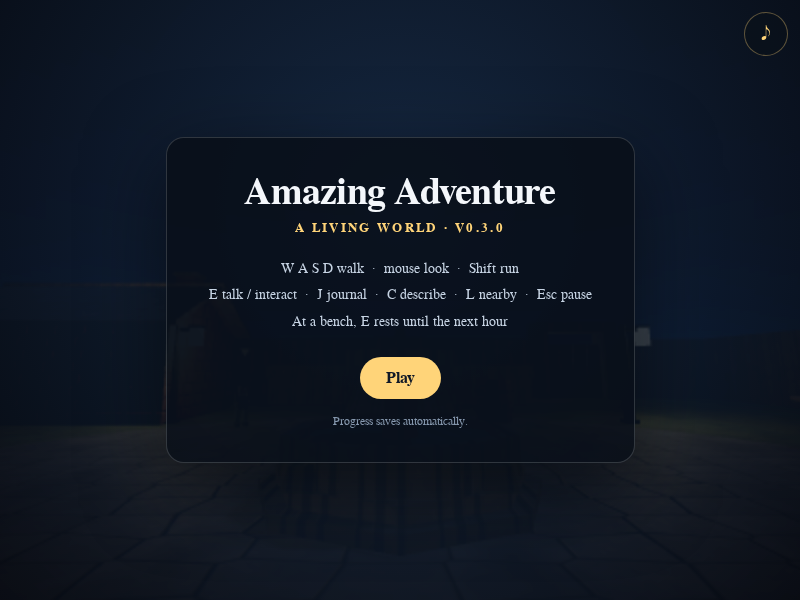 Amazing Adventure
A LIVING WORLD · V0.3.0
W A S D walk · mouse look · Shift run
E talk / interact · J journal · C describe · L nearby · Esc pause
At a bench, E rests until the next hour
Play
Progress saves automatically.